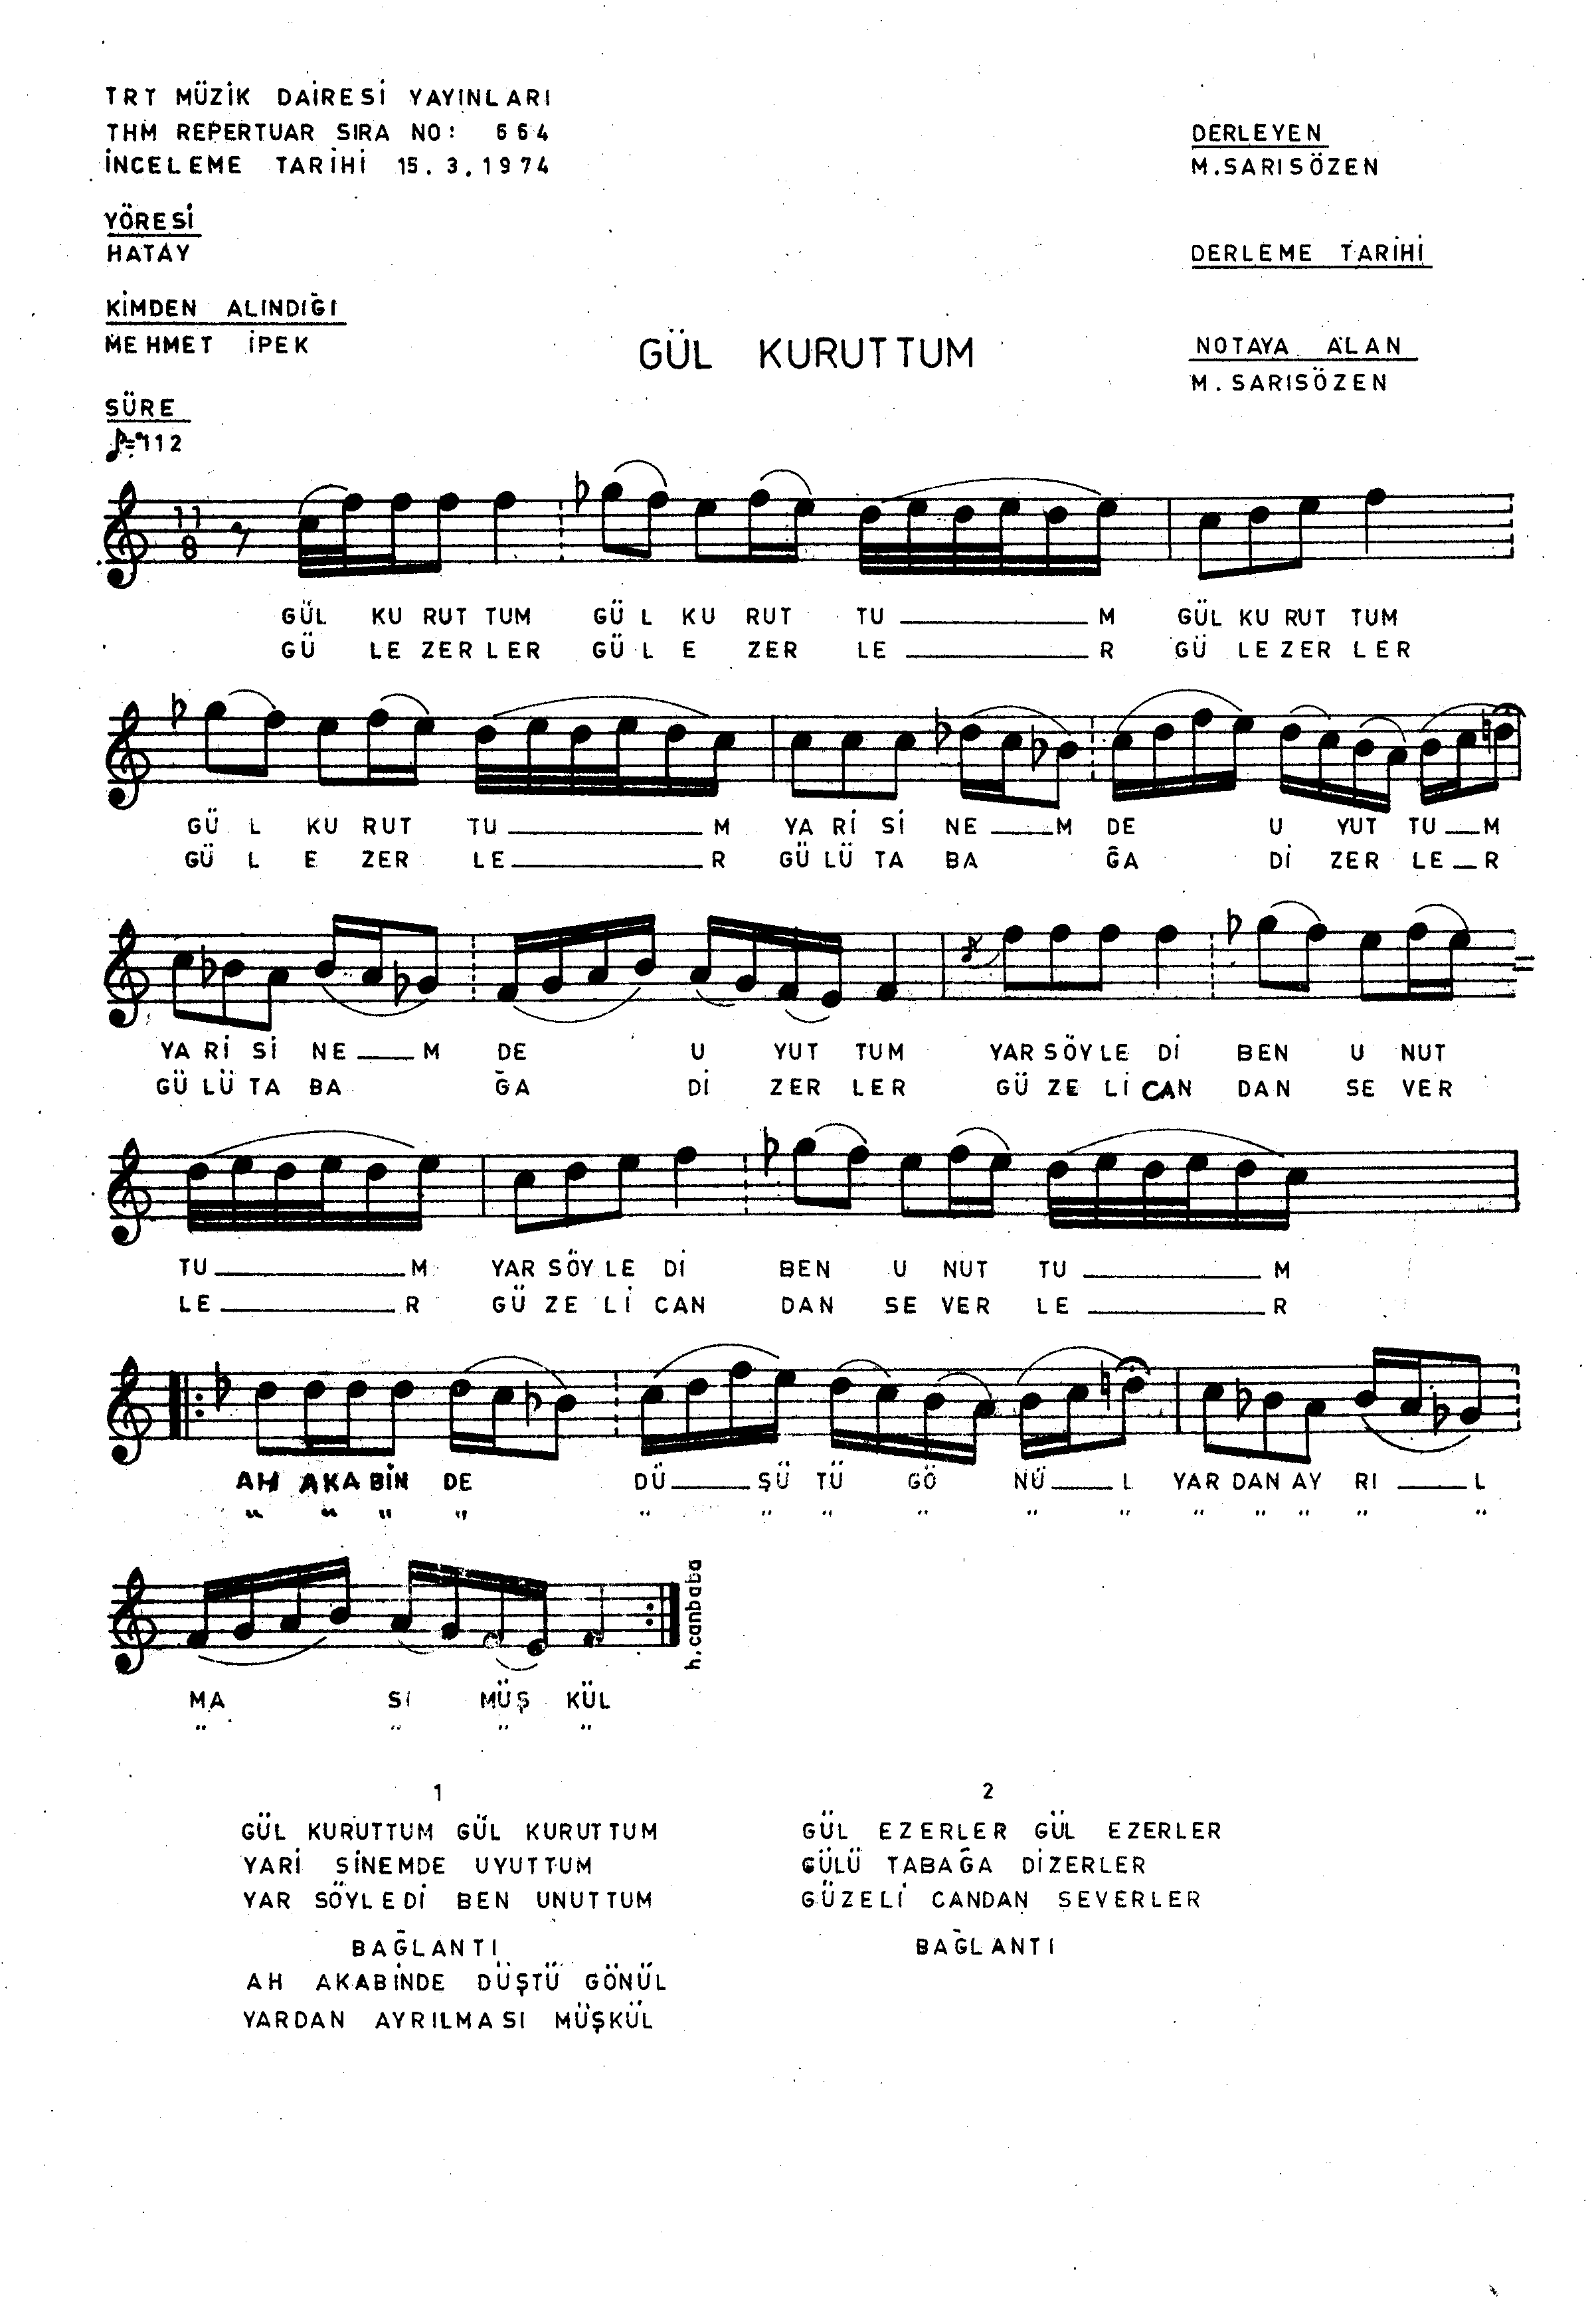 TRT MÜZİK DAİRESİ YAYINLARI
THM REPERTUAR SIRA NO: 664
İNCELEME TARİHİ 15.3.1974
DERLEYEN
M.SARISÖZEN
YÖRESİ
HATAY
DERLEME TARİHİ
KİMDEN ALINDIĞI
MEHMET İPEK
GÜL KURUTTUM
NOTAYA ALAN
M. SARISÖZEN
SÜRE
♪=112
11
8
GÜL KU RUT TUM GÜ L KU RUT TU M GÜL KU RUT TUM
GÜ LE ZER LER GÜ L E ZER LE R GÜ LE ZER LER
GÜ L KU RUT TU M YA Rİ Sİ NE M DE U YUT TU M
GÜ L E ZER LE R GÜ LÜ TA BA ĞA Dİ ZER LE R
YA Rİ Sİ NE M DE U YUT TUM YAR SÖY LE Dİ BEN U NUT
GÜ LÜ TA BA ĞA Dİ ZER LER GÜ ZE Lİ CAN DAN SE VER
TU M YAR SÖY LE Dİ BEN U NUT TU M
LE R GÜ ZE Lİ CAN DAN SE VER LE R
AH AKA BİN DE DÜ ŞÜ TÜ GÖ NÜ L YAR DAN AY RI L
" " " " " " " " " " " " " " "
MA SI MÜŞ KÜL
" " " "
h.canbaba
1
GÜL KURUTTUM GÜL KURUTTUM
YARİ SİNEMDE UYUTTUM
YAR SÖYLEDİ BEN UNUTTUM
BAĞLANTI
AH AKABİNDE DÜŞTÜ GÖNÜL
YARDAN AYRILMASI MÜŞKÜL
2
GÜL EZERLER GÜL EZERLER
GÜLÜ TABAĞA DİZERLER
GÜZELİ CANDAN SEVERLER
BAĞLANTI